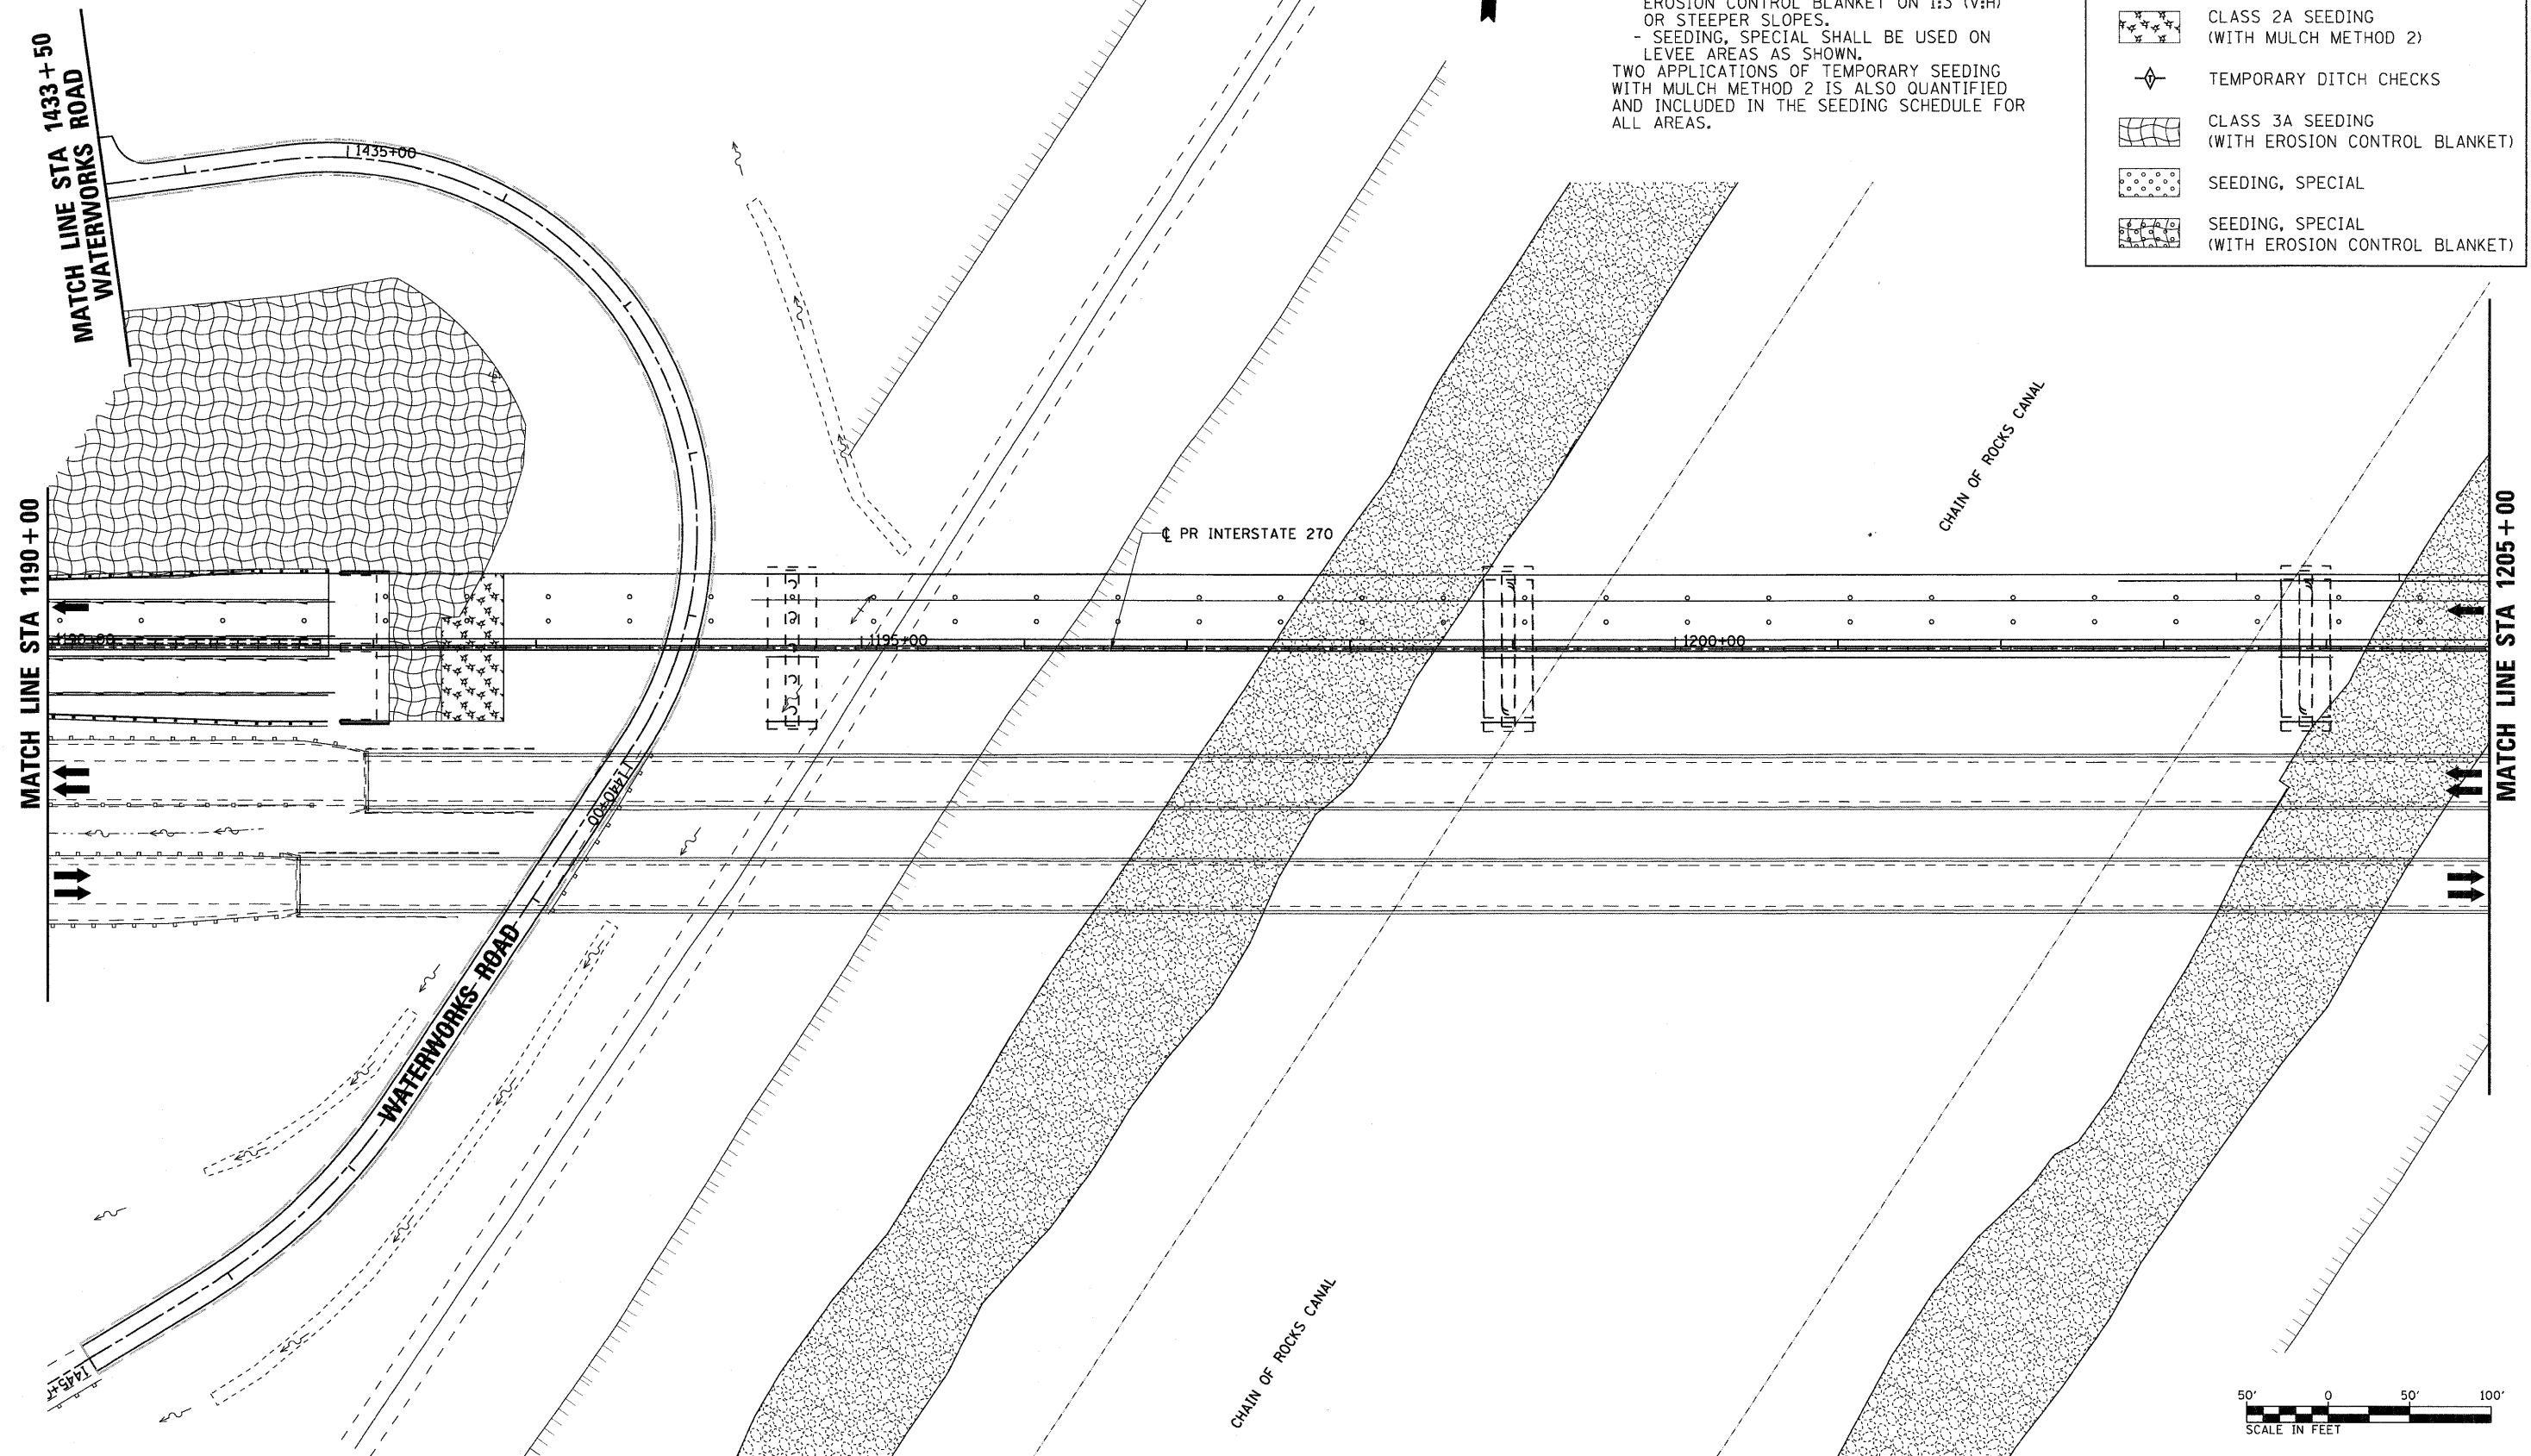 EROSION CONTROL BLANKET ON 1:3 (V:H)
OR STEEPER SLOPES.
- SEEDING, SPECIAL SHALL BE USED ON
LEVEE AREAS AS SHOWN.
TWO APPLICATIONS OF TEMPORARY SEEDING
WITH MULCH METHOD 2 IS ALSO QUANTIFIED
AND INCLUDED IN THE SEEDING SCHEDULE FOR
ALL AREAS.
CLASS 2A SEEDING
(WITH MULCH METHOD 2)
TEMPORARY DITCH CHECKS
CLASS 3A SEEDING
(WITH EROSION CONTROL BLANKET)
SEEDING, SPECIAL
SEEDING, SPECIAL
(WITH EROSION CONTROL BLANKET)
MATCH LINE STA 1433+50
WATERWORKS ROAD
1435+00
CHAIN OF ROCKS CANAL
℄ PR INTERSTATE 270
MATCH LINE STA 1190+00
MATCH LINE STA 1205+00
1190+00
1195+00
1200+00
1440+00
WATERWORKS ROAD
CHAIN OF ROCKS CANAL
50' 0 50' 100'
SCALE IN FEET